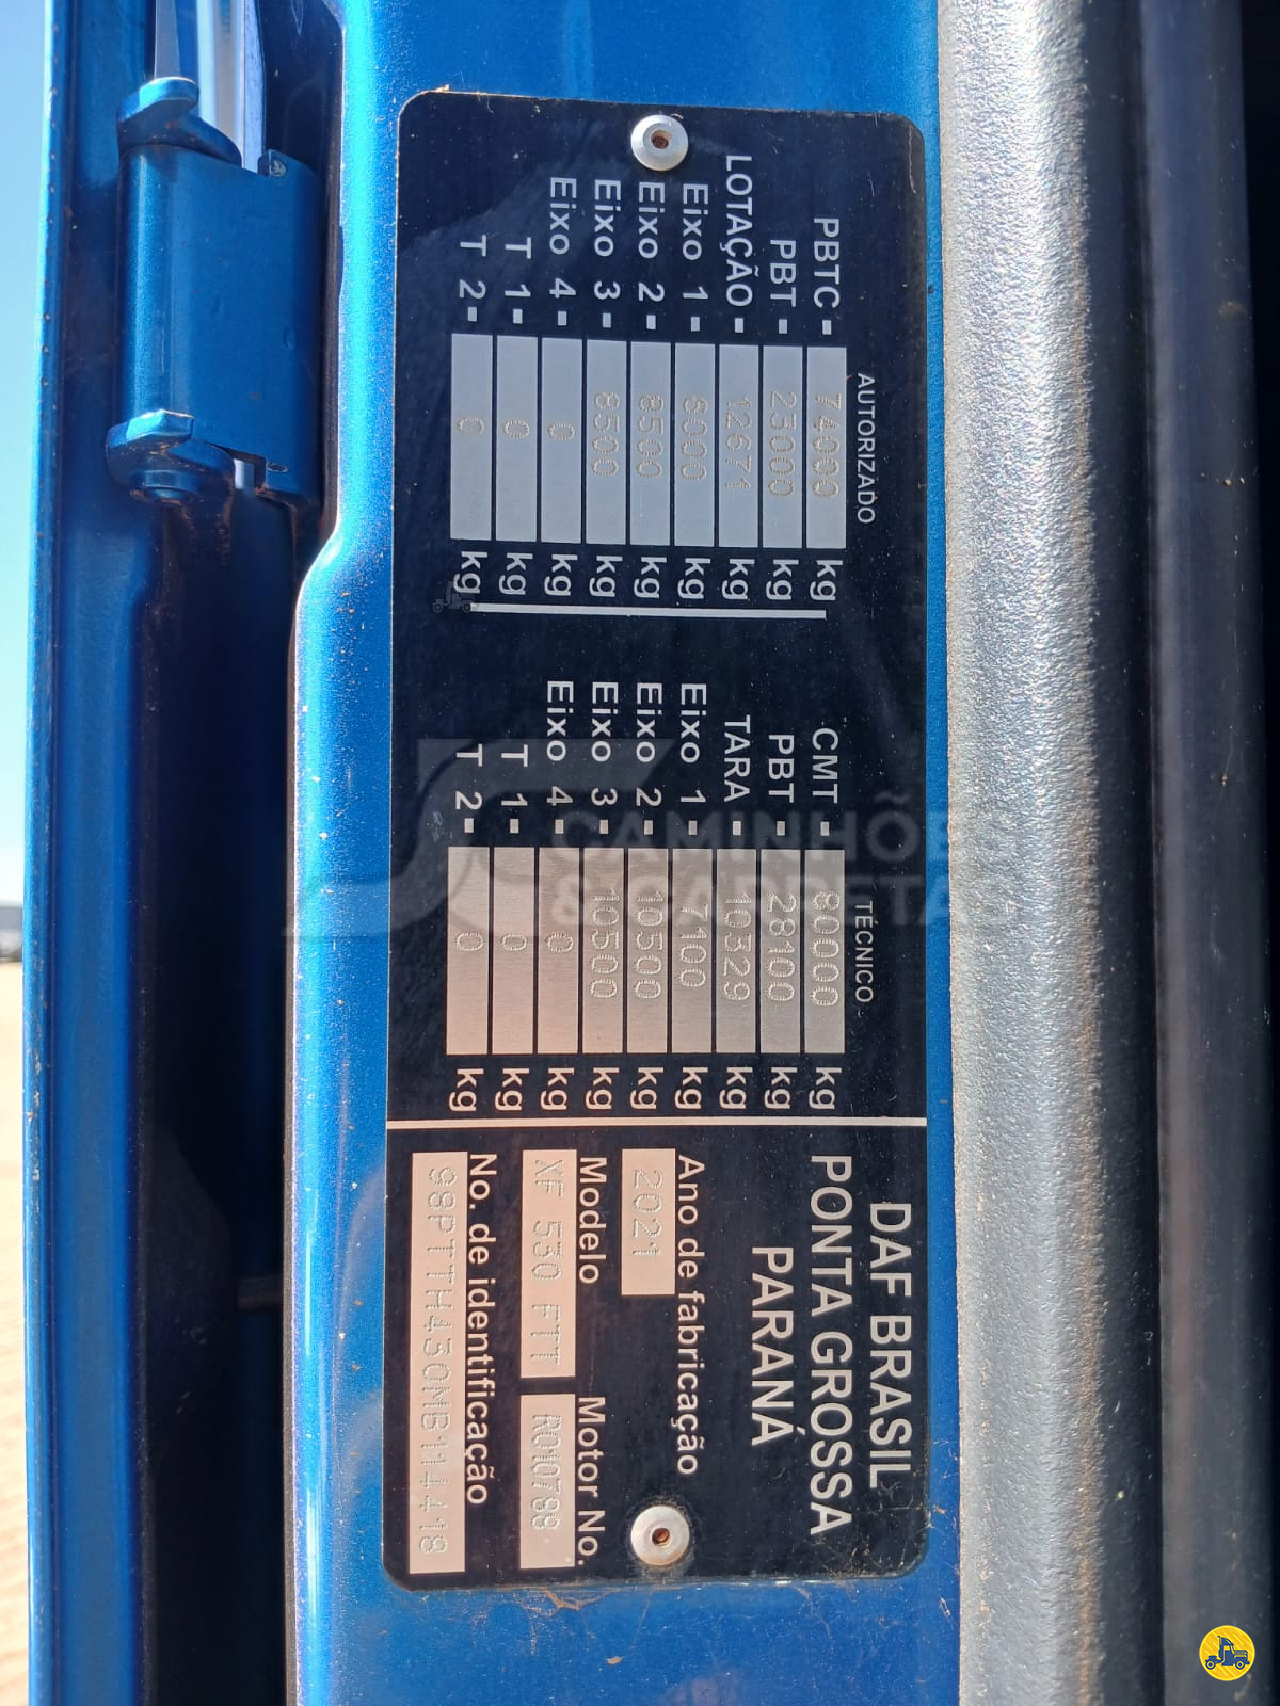 AUTORIZADO
PBTC - 74000 kg
PBT - 23000 kg
LOTAÇÃO - 12671 kg
Eixo 1 - 6000 kg
Eixo 2 - 8500 kg
Eixo 3 - 8500 kg
Eixo 4 - 0 kg
T 1 - 0 kg
T 2 - 0 kg
TÉCNICO
CMT - 80000 kg
PBT - 28100 kg
TARA - 10329 kg
Eixo 1 - 7100 kg
Eixo 2 - 10500 kg
Eixo 3 - 10500 kg
Eixo 4 - 0 kg
T 1 - 0 kg
T 2 - 0 kg
DAF BRASIL
PONTA GROSSA
PARANÁ
Ano de fabricação
2021
Modelo Motor No.
XF 530 FTT
No. de identificação
98PTTH430MB114418
CAMINHÕES
& CARRETA